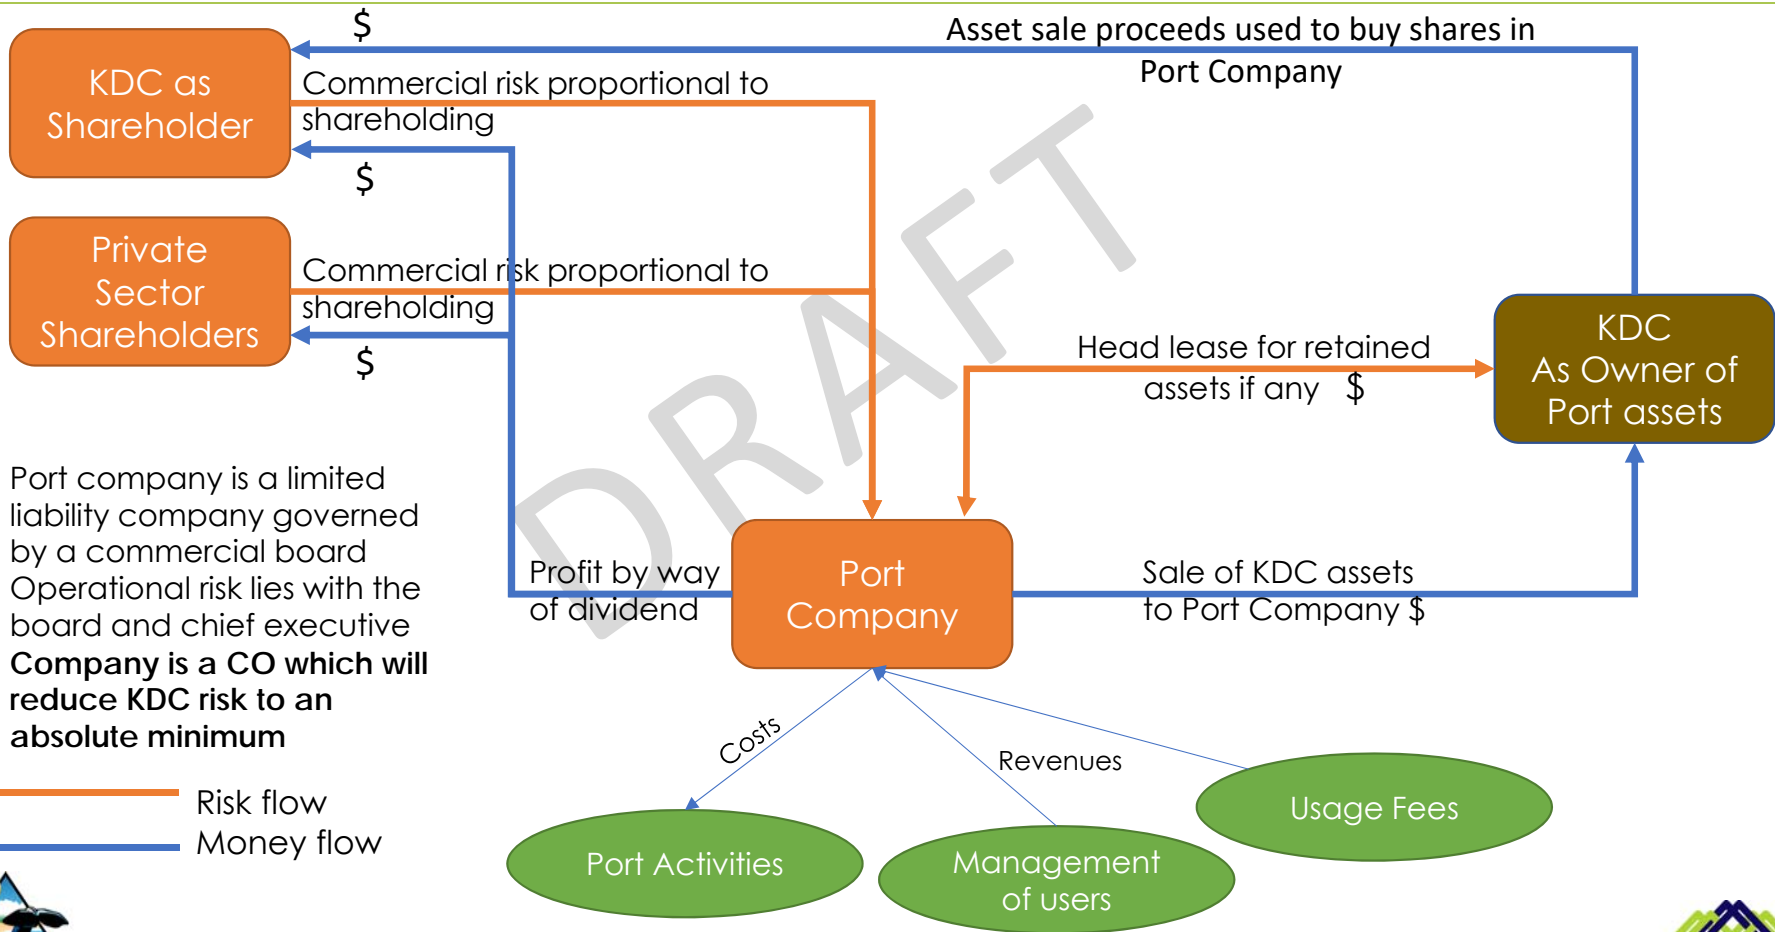 $
Asset sale proceeds used to buy shares in
Port Company
KDC as
Shareholder
Commercial risk proportional to
shareholding
$
Private
Sector
Shareholders
Commercial risk proportional to
shareholding
$
DRAFT
Head lease for retained
assets if any $
KDC
As Owner of
Port assets
Port company is a limited
liability company governed
by a commercial board
Operational risk lies with the
board and chief executive
Company is a CO which will
reduce KDC risk to an
absolute minimum
Profit by way
of dividend
Port
Company
Sale of KDC assets
to Port Company $
Costs
Revenues
Risk flow
Money flow
Port Activities
Management
of users
Usage Fees